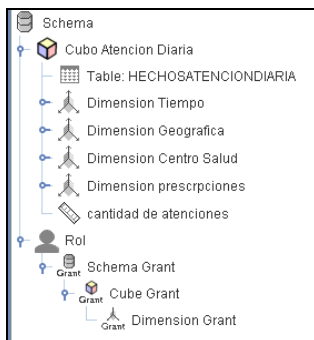 Schema
Cubo Atencion Diaria
Table: HECHOSATENCIONDIARIA
Dimension Tiempo
Dimension Geografica
Dimension Centro Salud
Dimension prescrpciones
cantidad de atenciones
Rol
Grant Schema Grant
Grant Cube Grant
Grant Dimension Grant